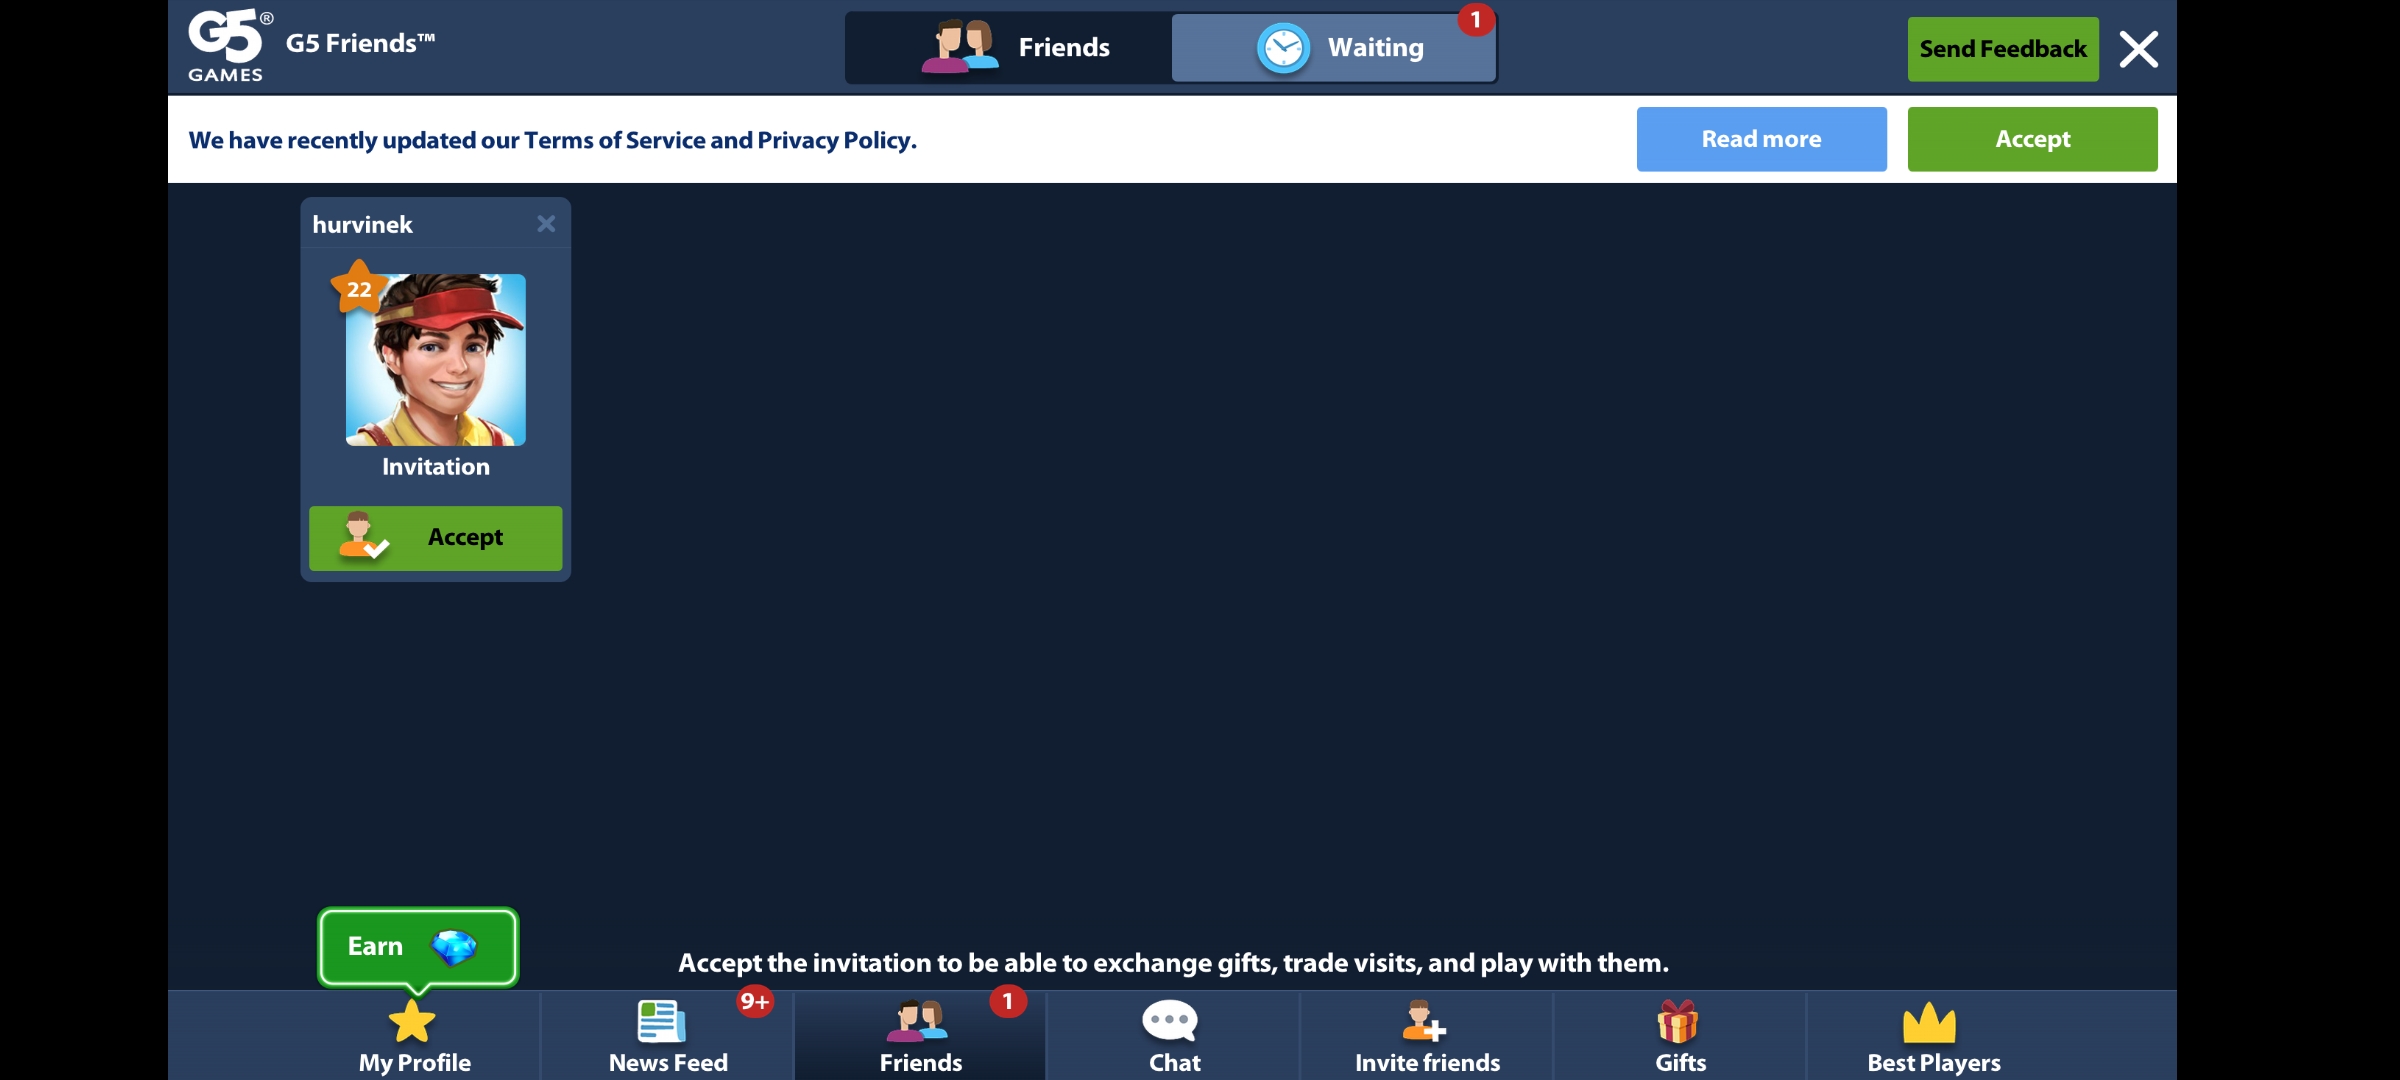 G5®
GAMES
G5 Friends™
Friends
Waiting
1
Send Feedback
We have recently updated our Terms of Service and Privacy Policy.
Read more
Accept
hurvinek
22
Invitation
Accept
Earn
Accept the invitation to be able to exchange gifts, trade visits, and play with them.
My Profile
9+
News Feed
1
Friends
Chat
Invite friends
Gifts
Best Players